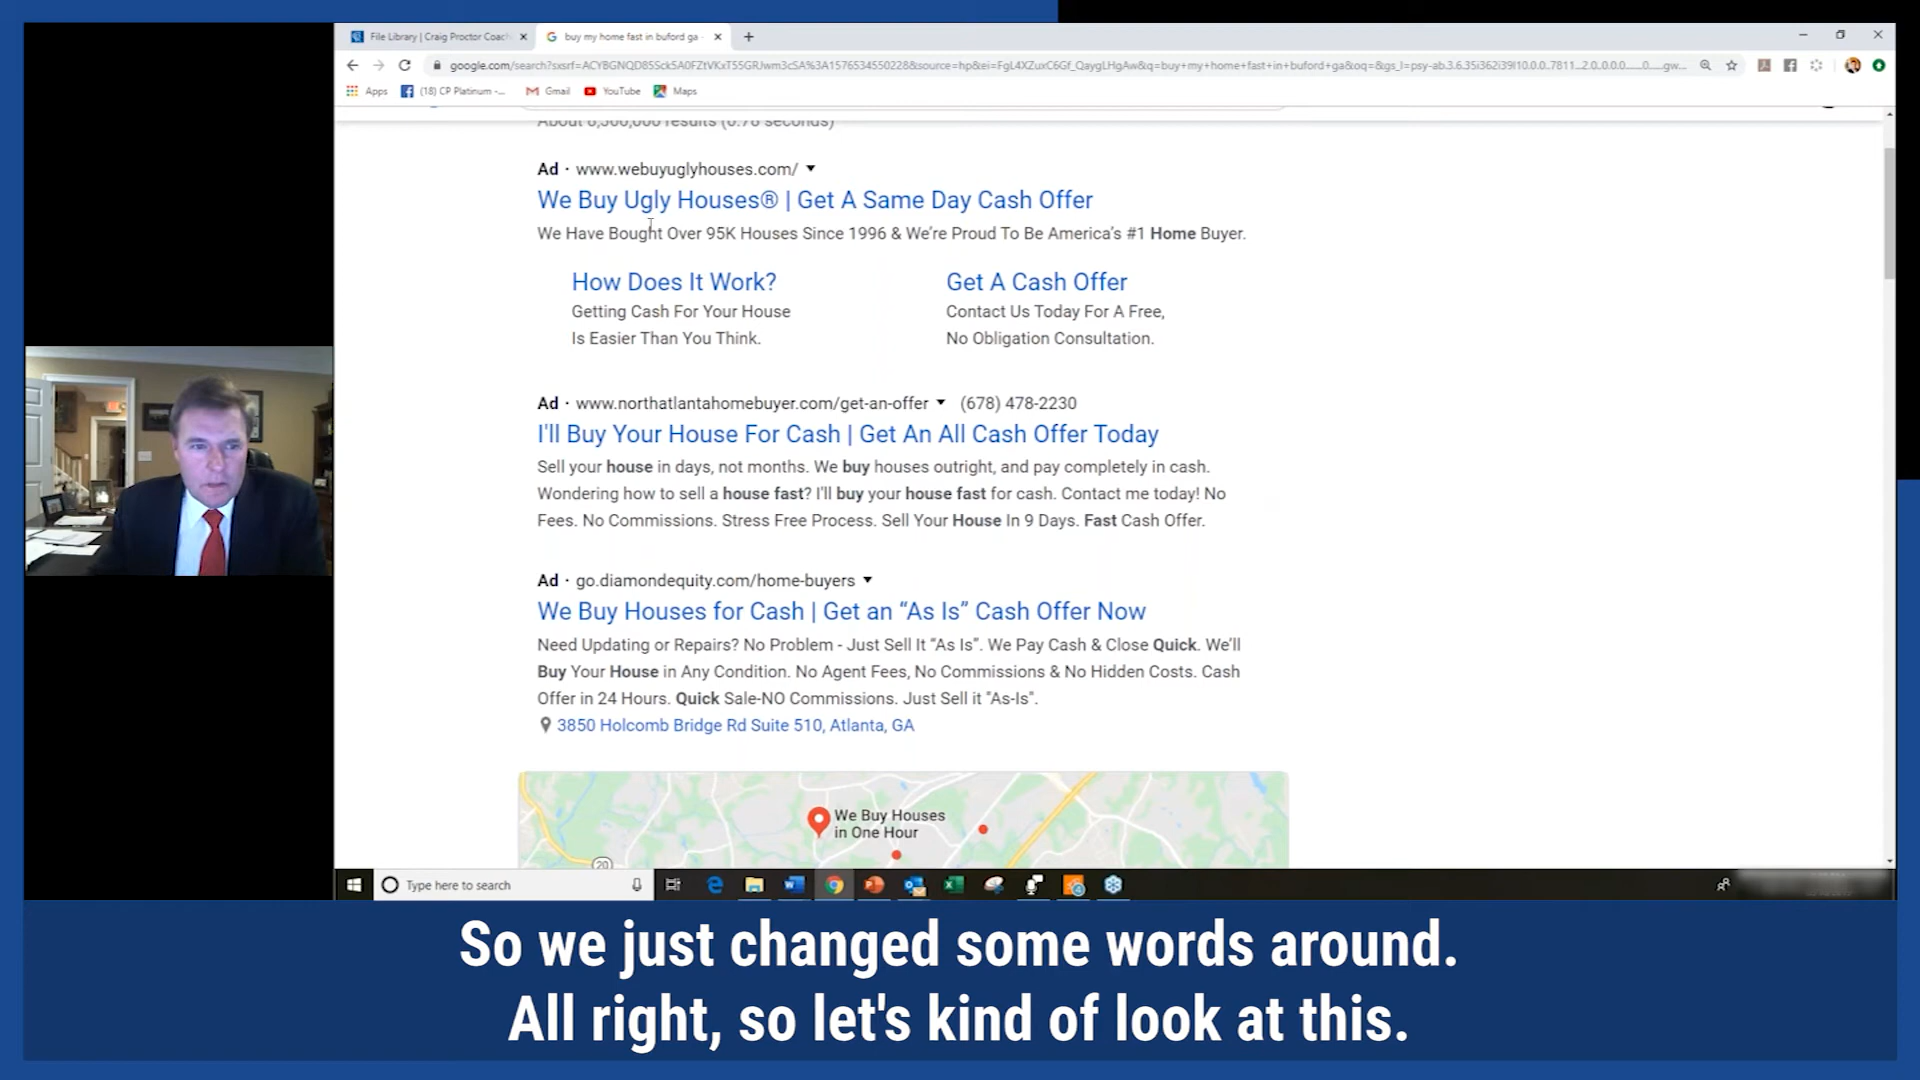 File Library | Craig Proctor Coach
buy my home fast in buford ga -
Apps
(18) CP Platinum -...
Gmail
YouTube
Maps
About 8,500,000 results (0.78 seconds)
Ad · www.webuyuglyhouses.com/
We Buy Ugly Houses® | Get A Same Day Cash Offer
We Have Bought Over 95K Houses Since 1996 & We're Proud To Be America's #1 Home Buyer.
How Does It Work?
Getting Cash For Your House
Is Easier Than You Think.
Get A Cash Offer
Contact Us Today For A Free,
No Obligation Consultation.
Ad · www.northatlantahomebuyer.com/get-an-offer (678) 478-2230
I'll Buy Your House For Cash | Get An All Cash Offer Today
Sell your house in days, not months. We buy houses outright, and pay completely in cash.
Wondering how to sell a house fast? I'll buy your house fast for cash. Contact me today! No
Fees. No Commissions. Stress Free Process. Sell Your House In 9 Days. Fast Cash Offer.
Ad · go.diamondequity.com/home-buyers
We Buy Houses for Cash | Get an “As Is” Cash Offer Now
Need Updating or Repairs? No Problem - Just Sell It “As Is”. We Pay Cash & Close Quick. We'll
Buy Your House in Any Condition. No Agent Fees, No Commissions & No Hidden Costs. Cash
Offer in 24 Hours. Quick Sale-NO Commissions. Just Sell it "As-Is".
3850 Holcomb Bridge Rd Suite 510, Atlanta, GA
We Buy Houses
in One Hour
20
Type here to search
So we just changed some words around.
All right, so let's kind of look at this.